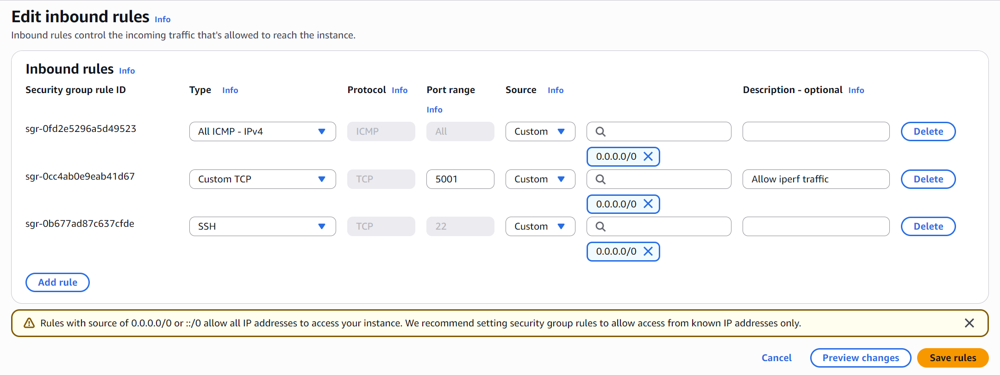 Edit inbound rules Info
Inbound rules control the incoming traffic that's allowed to reach the instance.
Inbound rules Info
Security group rule ID Type Info Protocol Info Port range Info Source Info Description - optional Info
sgr-0fd2e5296a5d49523 All ICMP - IPv4 ICMP All Custom Delete
0.0.0.0/0
sgr-0cc4ab0e9eab41d67 Custom TCP TCP 5001 Custom Allow iperf traffic Delete
0.0.0.0/0
sgr-0b677ad87c637cfde SSH TCP 22 Custom Delete
0.0.0.0/0
Add rule
Rules with source of 0.0.0.0/0 or ::/0 allow all IP addresses to access your instance. We recommend setting security group rules to allow access from known IP addresses only.
Cancel Preview changes Save rules